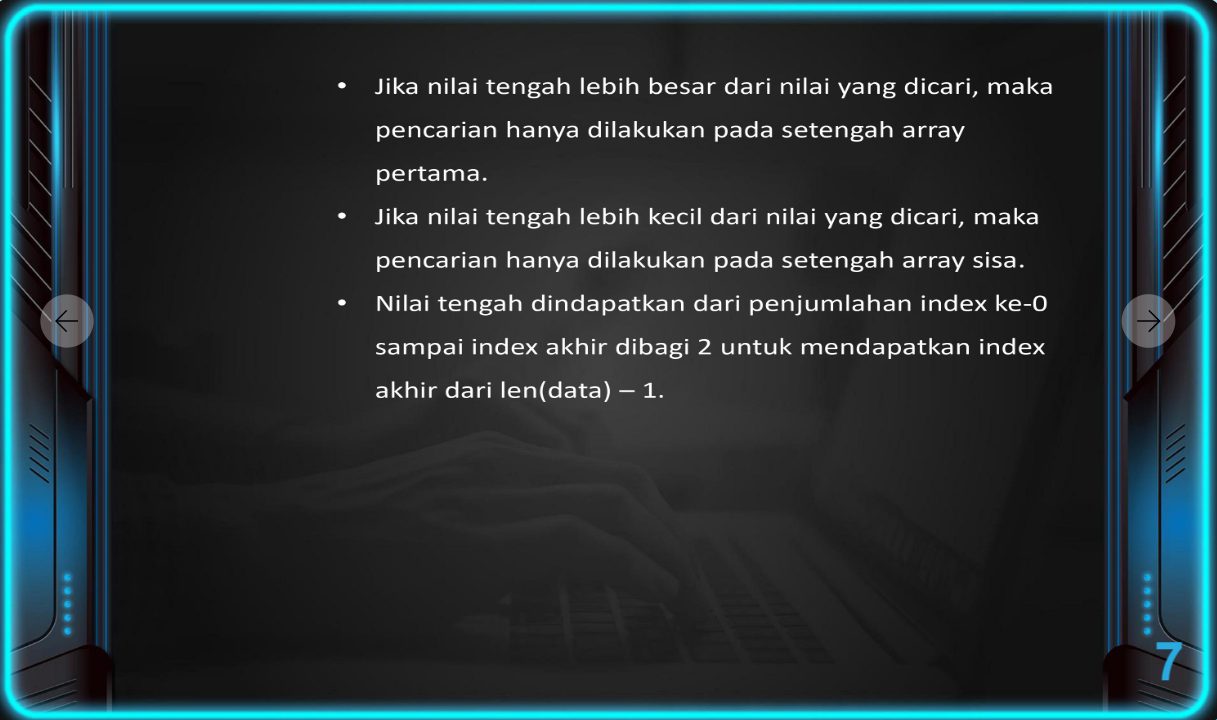 • Jika nilai tengah lebih besar dari nilai yang dicari, maka
pencarian hanya dilakukan pada setengah array
pertama.
• Jika nilai tengah lebih kecil dari nilai yang dicari, maka
pencarian hanya dilakukan pada setengah array sisa.
• Nilai tengah dindapatkan dari penjumlahan index ke-0
sampai index akhir dibagi 2 untuk mendapatkan index
akhir dari len(data) – 1.
7